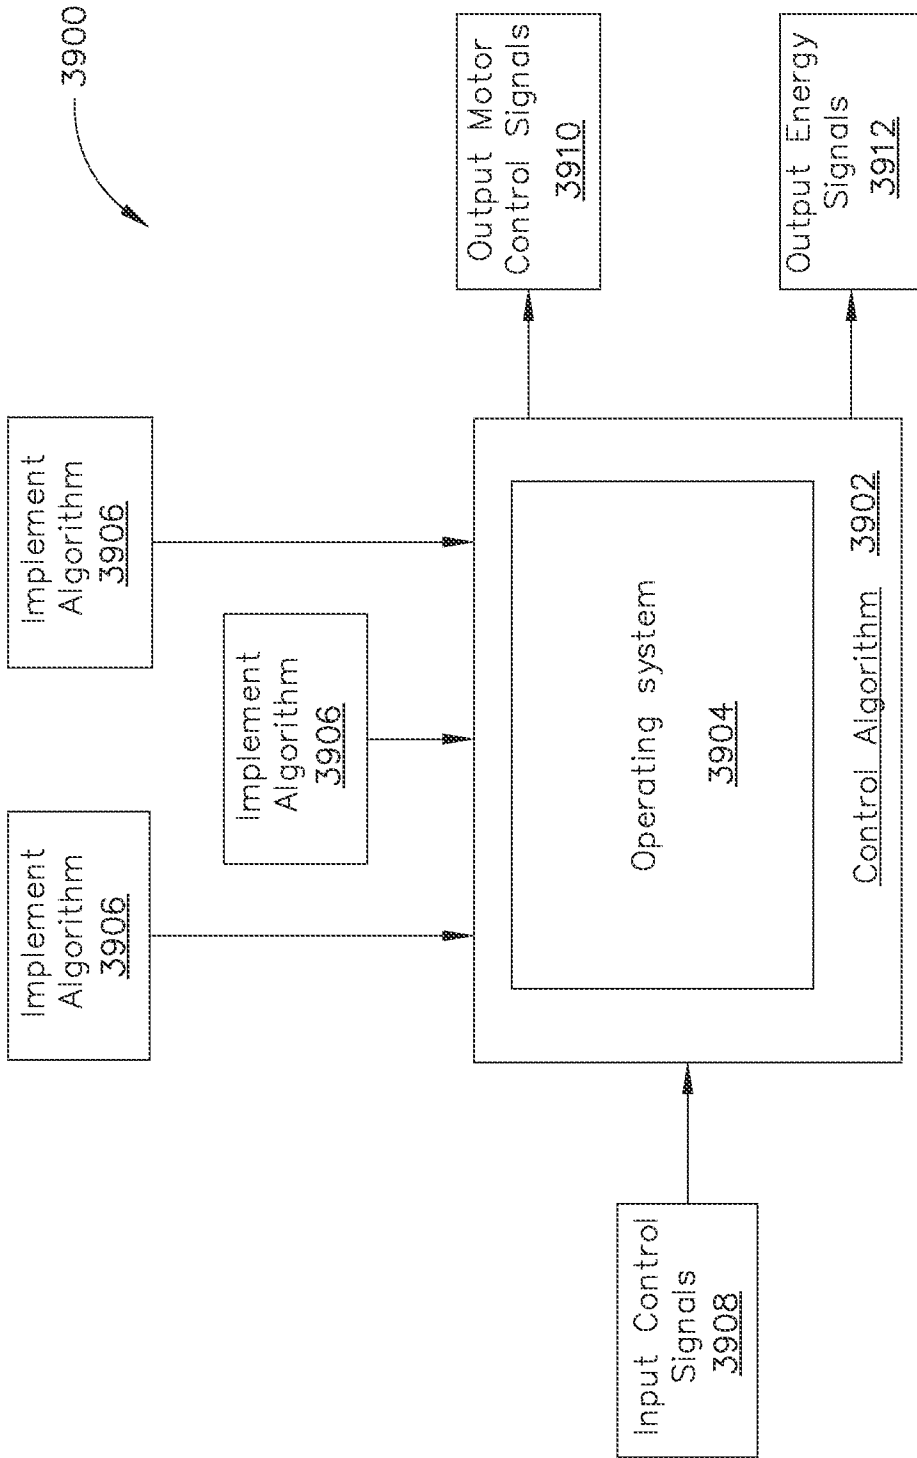 3900
Implement
Algorithm
3906
Implement
Algorithm
3906
Implement
Algorithm
3906
Input Control
Signals
3908
Operating system
3904
Control Algorithm 3902
Output Motor
Control Signals
3910
Output Energy
Signals
3912